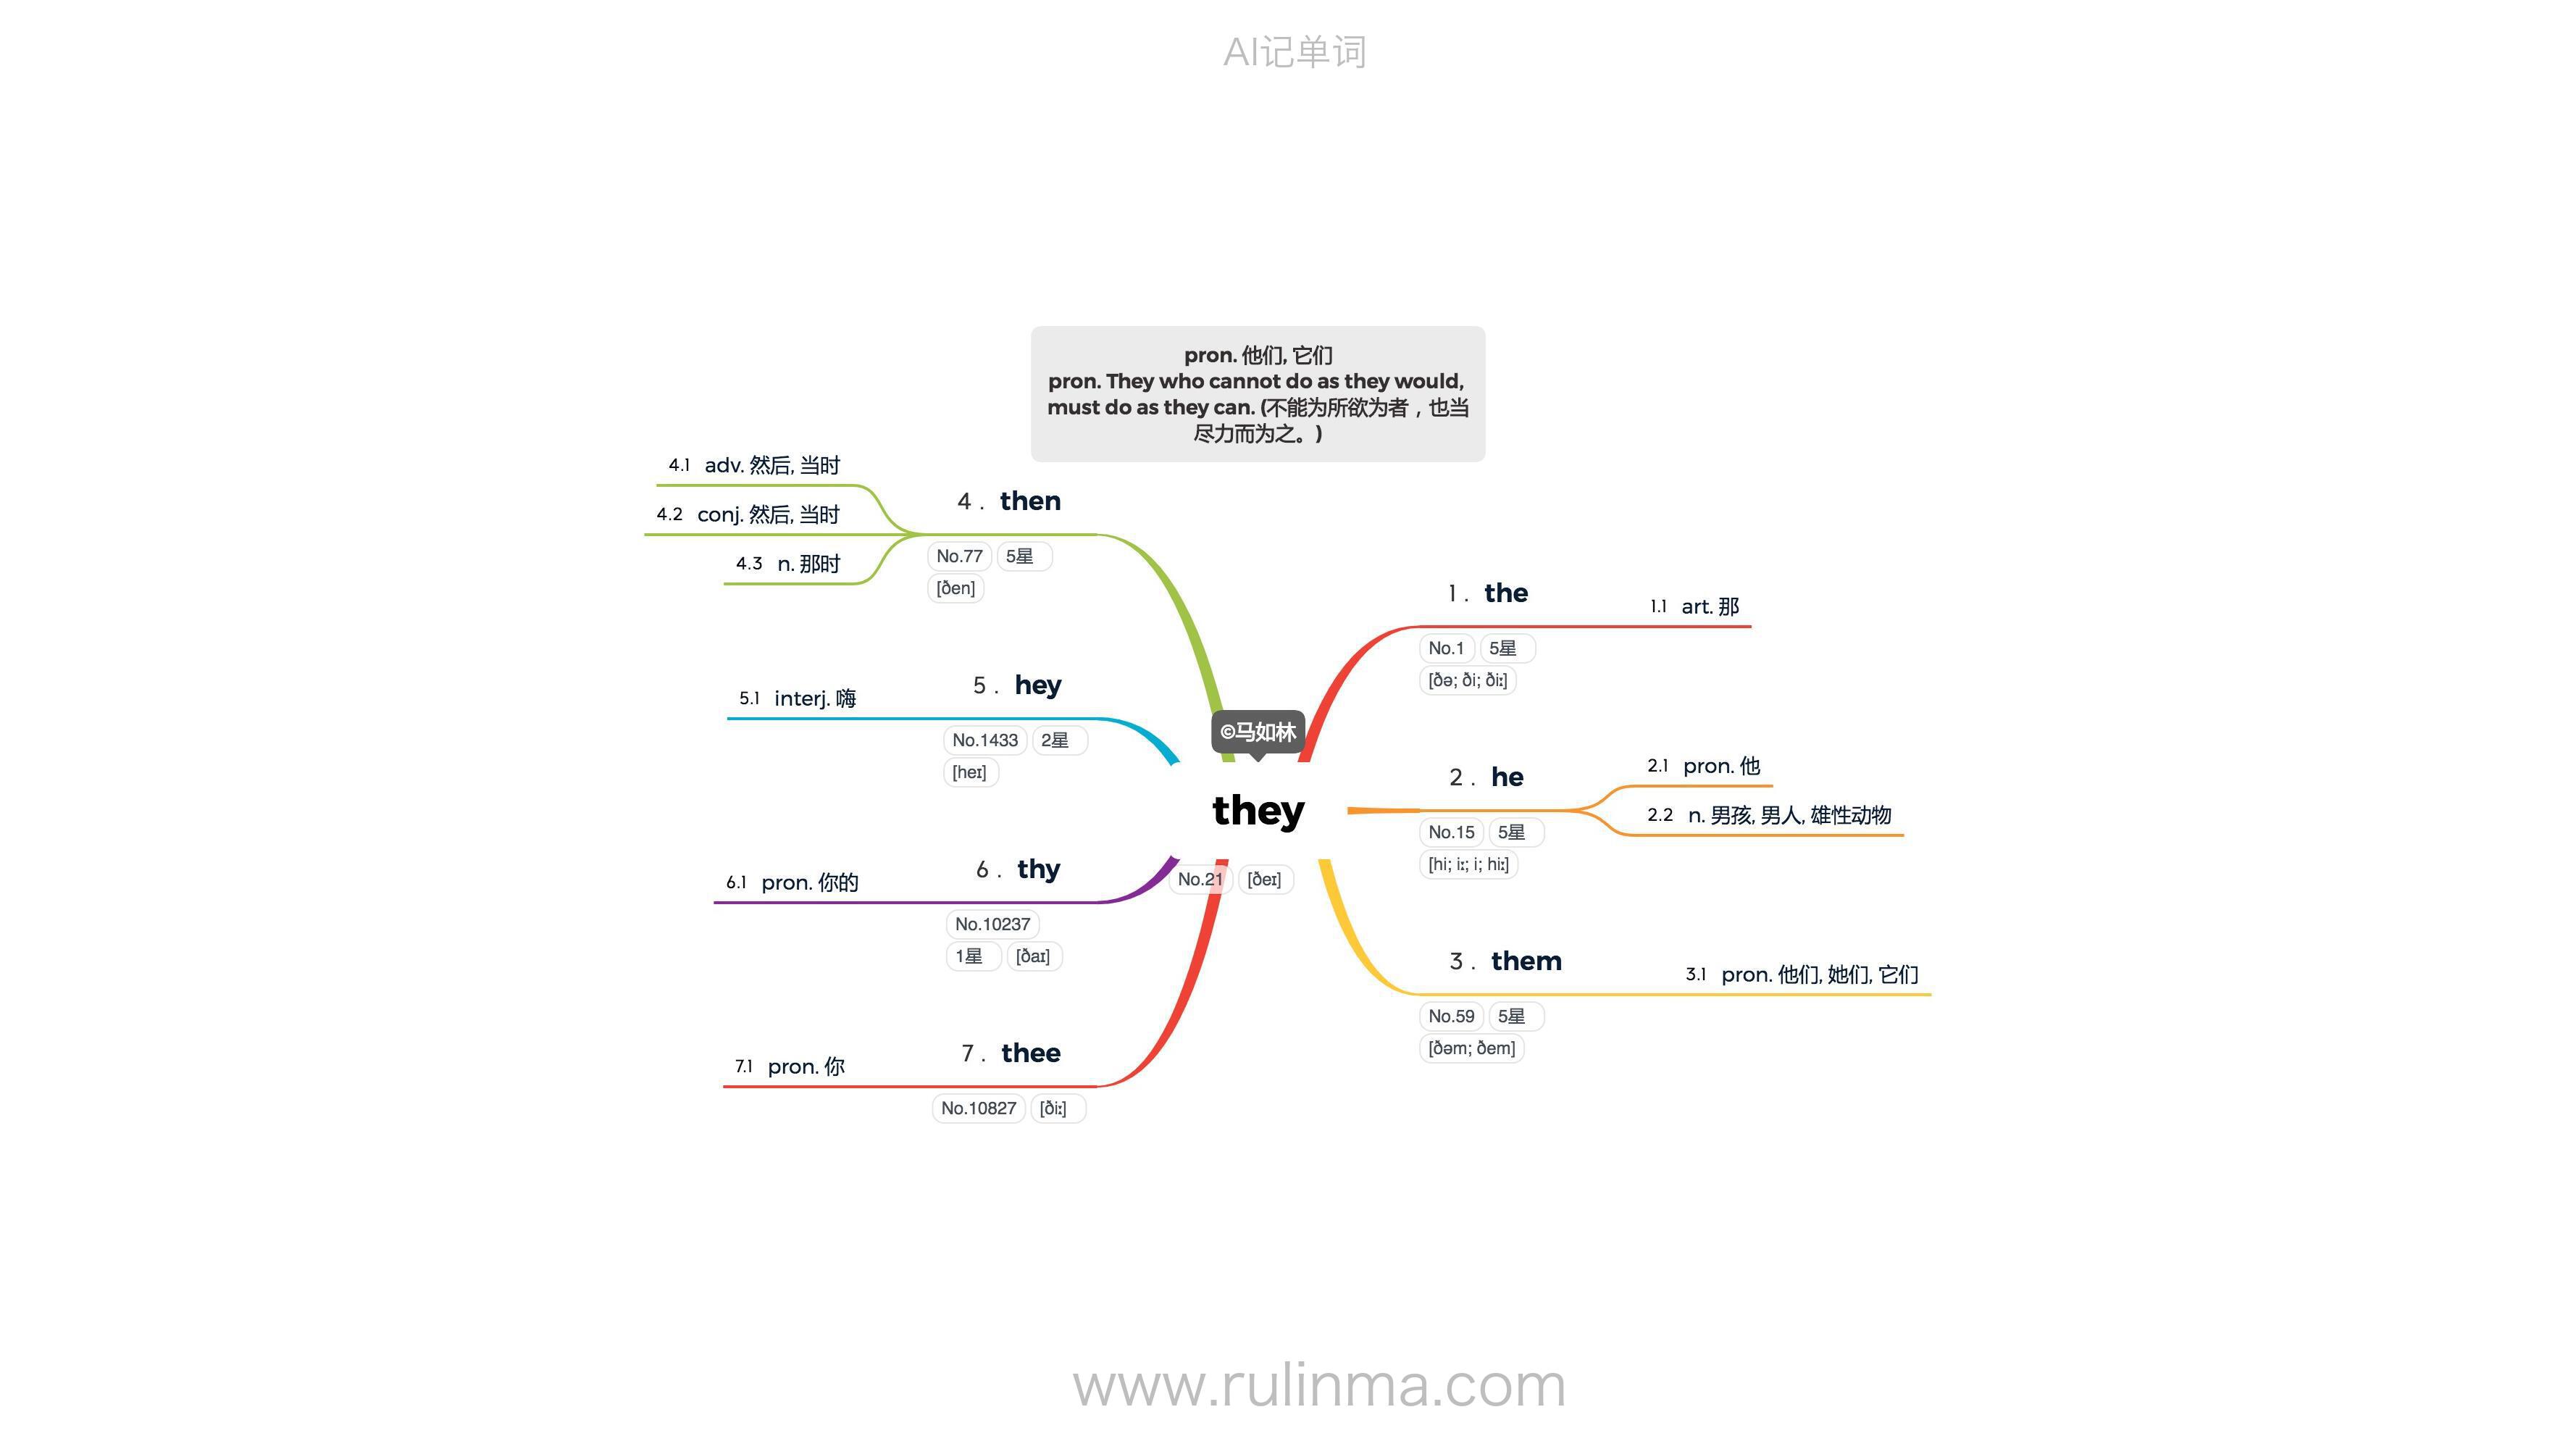 AI记单词
pron. 他们, 它们
pron. They who cannot do as they would,
must do as they can. (不能为所欲为者，也当
尽力而为之。)
©马如林
they
No.21 [ðeɪ]
1 . the
No.1 5星
[ðə; ði; ðiː]
1.1 art. 那
2 . he
No.15 5星
[hi; iː; i; hiː]
2.1 pron. 他
2.2 n. 男孩, 男人, 雄性动物
3 . them
No.59 5星
[ðəm; ðem]
3.1 pron. 他们, 她们, 它们
4 . then
No.77 5星
[ðen]
4.1 adv. 然后, 当时
4.2 conj. 然后, 当时
4.3 n. 那时
5 . hey
No.1433 2星
[heɪ]
5.1 interj. 嗨
6 . thy
No.10237
1星 [ðaɪ]
6.1 pron. 你的
7 . thee
No.10827 [ðiː]
7.1 pron. 你
www.rulinma.com